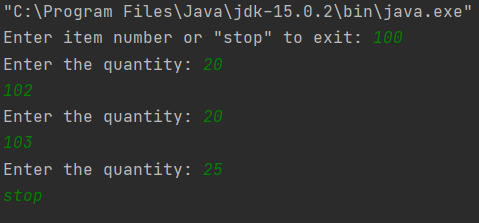 "C:\Program Files\Java\jdk-15.0.2\bin\java.exe"
Enter item number or "stop" to exit: 100
Enter the quantity: 20
102
Enter the quantity: 20
103
Enter the quantity: 25
stop